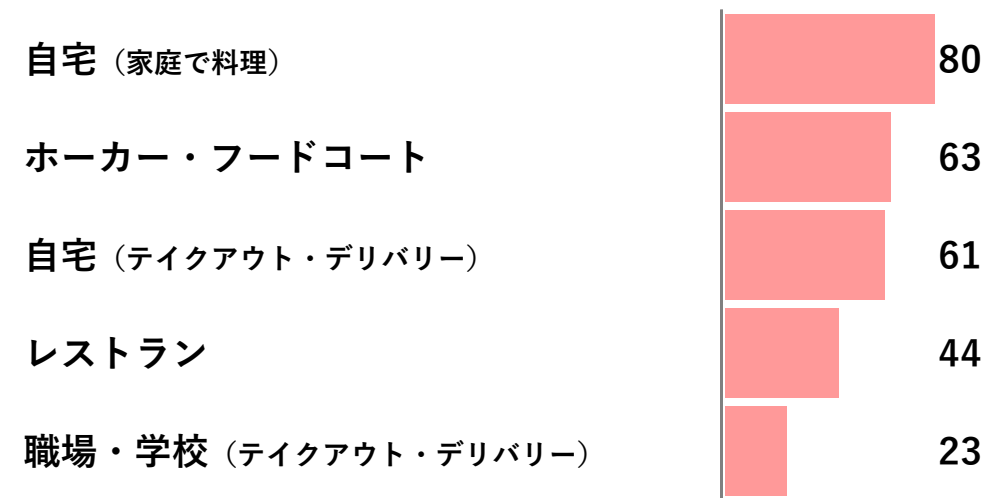 自宅（家庭で料理） 80
ホーカー・フードコート 63
自宅（テイクアウト・デリバリー） 61
レストラン 44
職場・学校（テイクアウト・デリバリー） 23